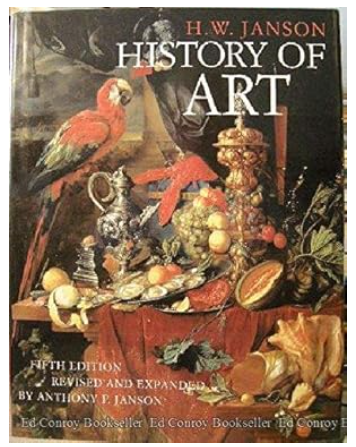 H.W. JANSON
HISTORY OF
ART
FIFTH EDITION
REVISED AND EXPANDED
BY ANTHONY F. JANSON
Ed Conroy Bookseller Ed Conroy Bookseller Ed Conroy E